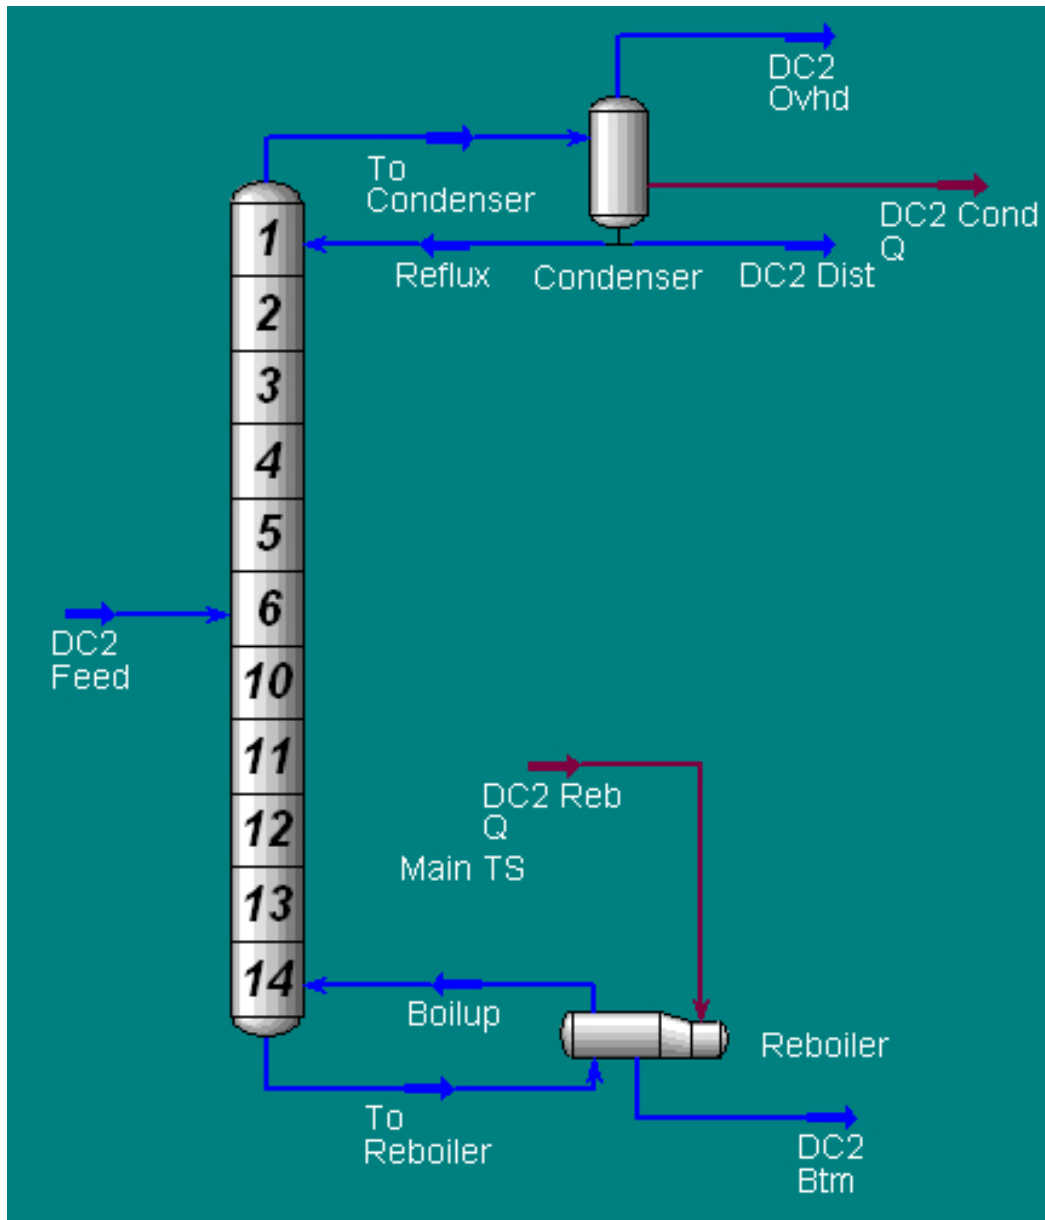 DC2
Ovhd
To
Condenser
DC2 Cond
Q
1
Reflux
Condenser
DC2 Dist
2
3
4
5
6
DC2
Feed
10
11
DC2 Reb
Q
12
Main TS
13
14
Boilup
Reboiler
To
Reboiler
DC2
Btm